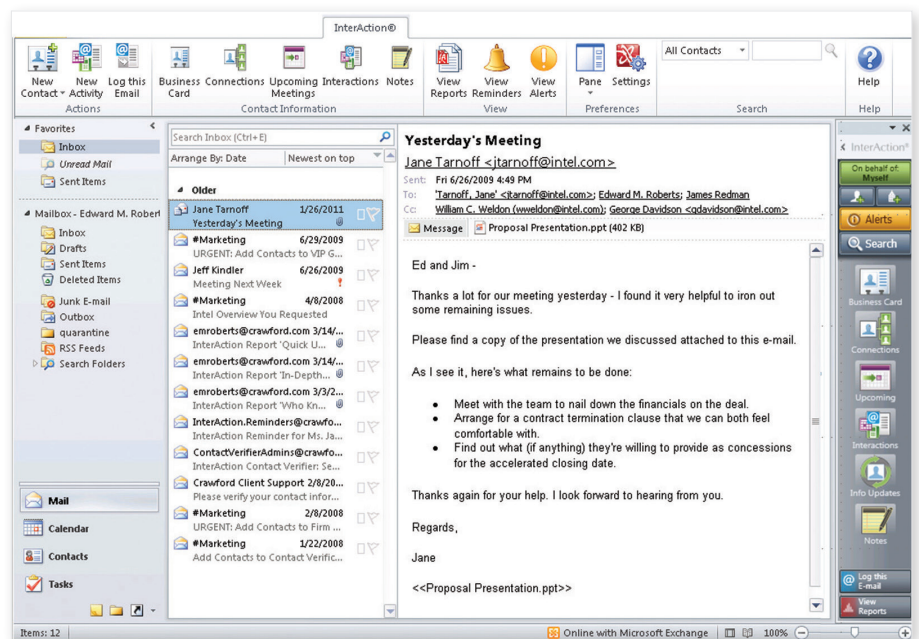 InterAction®
New Contact
New Activity
Log this Email
Actions
Business Card
Connections
Upcoming Meetings
Interactions
Notes
Contact Information
View Reports
View Reminders
View Alerts
View
Pane
Settings
Preferences
All Contacts
Search
Help
Help
Favorites
Inbox
Unread Mail
Sent Items
Mailbox - Edward M. Robert
Inbox
Drafts
Sent Items
Deleted Items
Junk E-mail
Outbox
quarantine
RSS Feeds
Search Folders
Mail
Calendar
Contacts
Tasks
Search Inbox (Ctrl+E)
Arrange By: Date Newest on top
Older
Jane Tarnoff 1/26/2011
Yesterday's Meeting
#Marketing 6/29/2009
URGENT: Add Contacts to VIP G...
Jeff Kindler 6/26/2009
Meeting Next Week
#Marketing 4/8/2008
Intel Overview You Requested
emroberts@crawford.com 3/14/...
InterAction Report 'Quick U...
emroberts@crawford.com 3/14/...
InterAction Report 'In-Depth...
emroberts@crawford.com 3/3/2...
InterAction Report 'Who Kn...
InterAction.Reminders@crawfo...
InterAction Reminder for Ms. Ja...
ContactVerifierAdmins@crawfo...
InterAction Contact Verifier: Se...
Crawford Client Support 2/8/20...
Please verify your contact infor...
#Marketing 2/8/2008
URGENT: Add Contacts to Firm ...
#Marketing 1/22/2008
Add Contacts to Contact Verific...
Yesterday's Meeting
Jane Tarnoff <jtarnoff@intel.com>
Sent: Fri 6/26/2009 4:49 PM
To: 'Tarnoff, Jane' <jtarnoff@intel.com>; Edward M. Roberts; James Redman
Cc: William C. Weldon (wweldon@intel.com); George Davidson <gdavidson@intel.com>
Message Proposal Presentation.ppt (402 KB)
Ed and Jim -
Thanks a lot for our meeting yesterday - I found it very helpful to iron out
some remaining issues.
Please find a copy of the presentation we discussed attached to this e-mail.
As I see it, here's what remains to be done:
• Meet with the team to nail down the financials on the deal.
• Arrange for a contract termination clause that we can both feel
comfortable with.
• Find out what (if anything) they're willing to provide as concessions
for the accelerated closing date.
Thanks again for your help. I look forward to hearing from you.
Regards,
Jane
<<Proposal Presentation.ppt>>
InterAction®
On behalf of:
Myself
Alerts
Search
Business Card
Connections
Upcoming
Interactions
Info Updates
Notes
Log this
E-mail
View
Reports
Items: 12
Online with Microsoft Exchange
100%